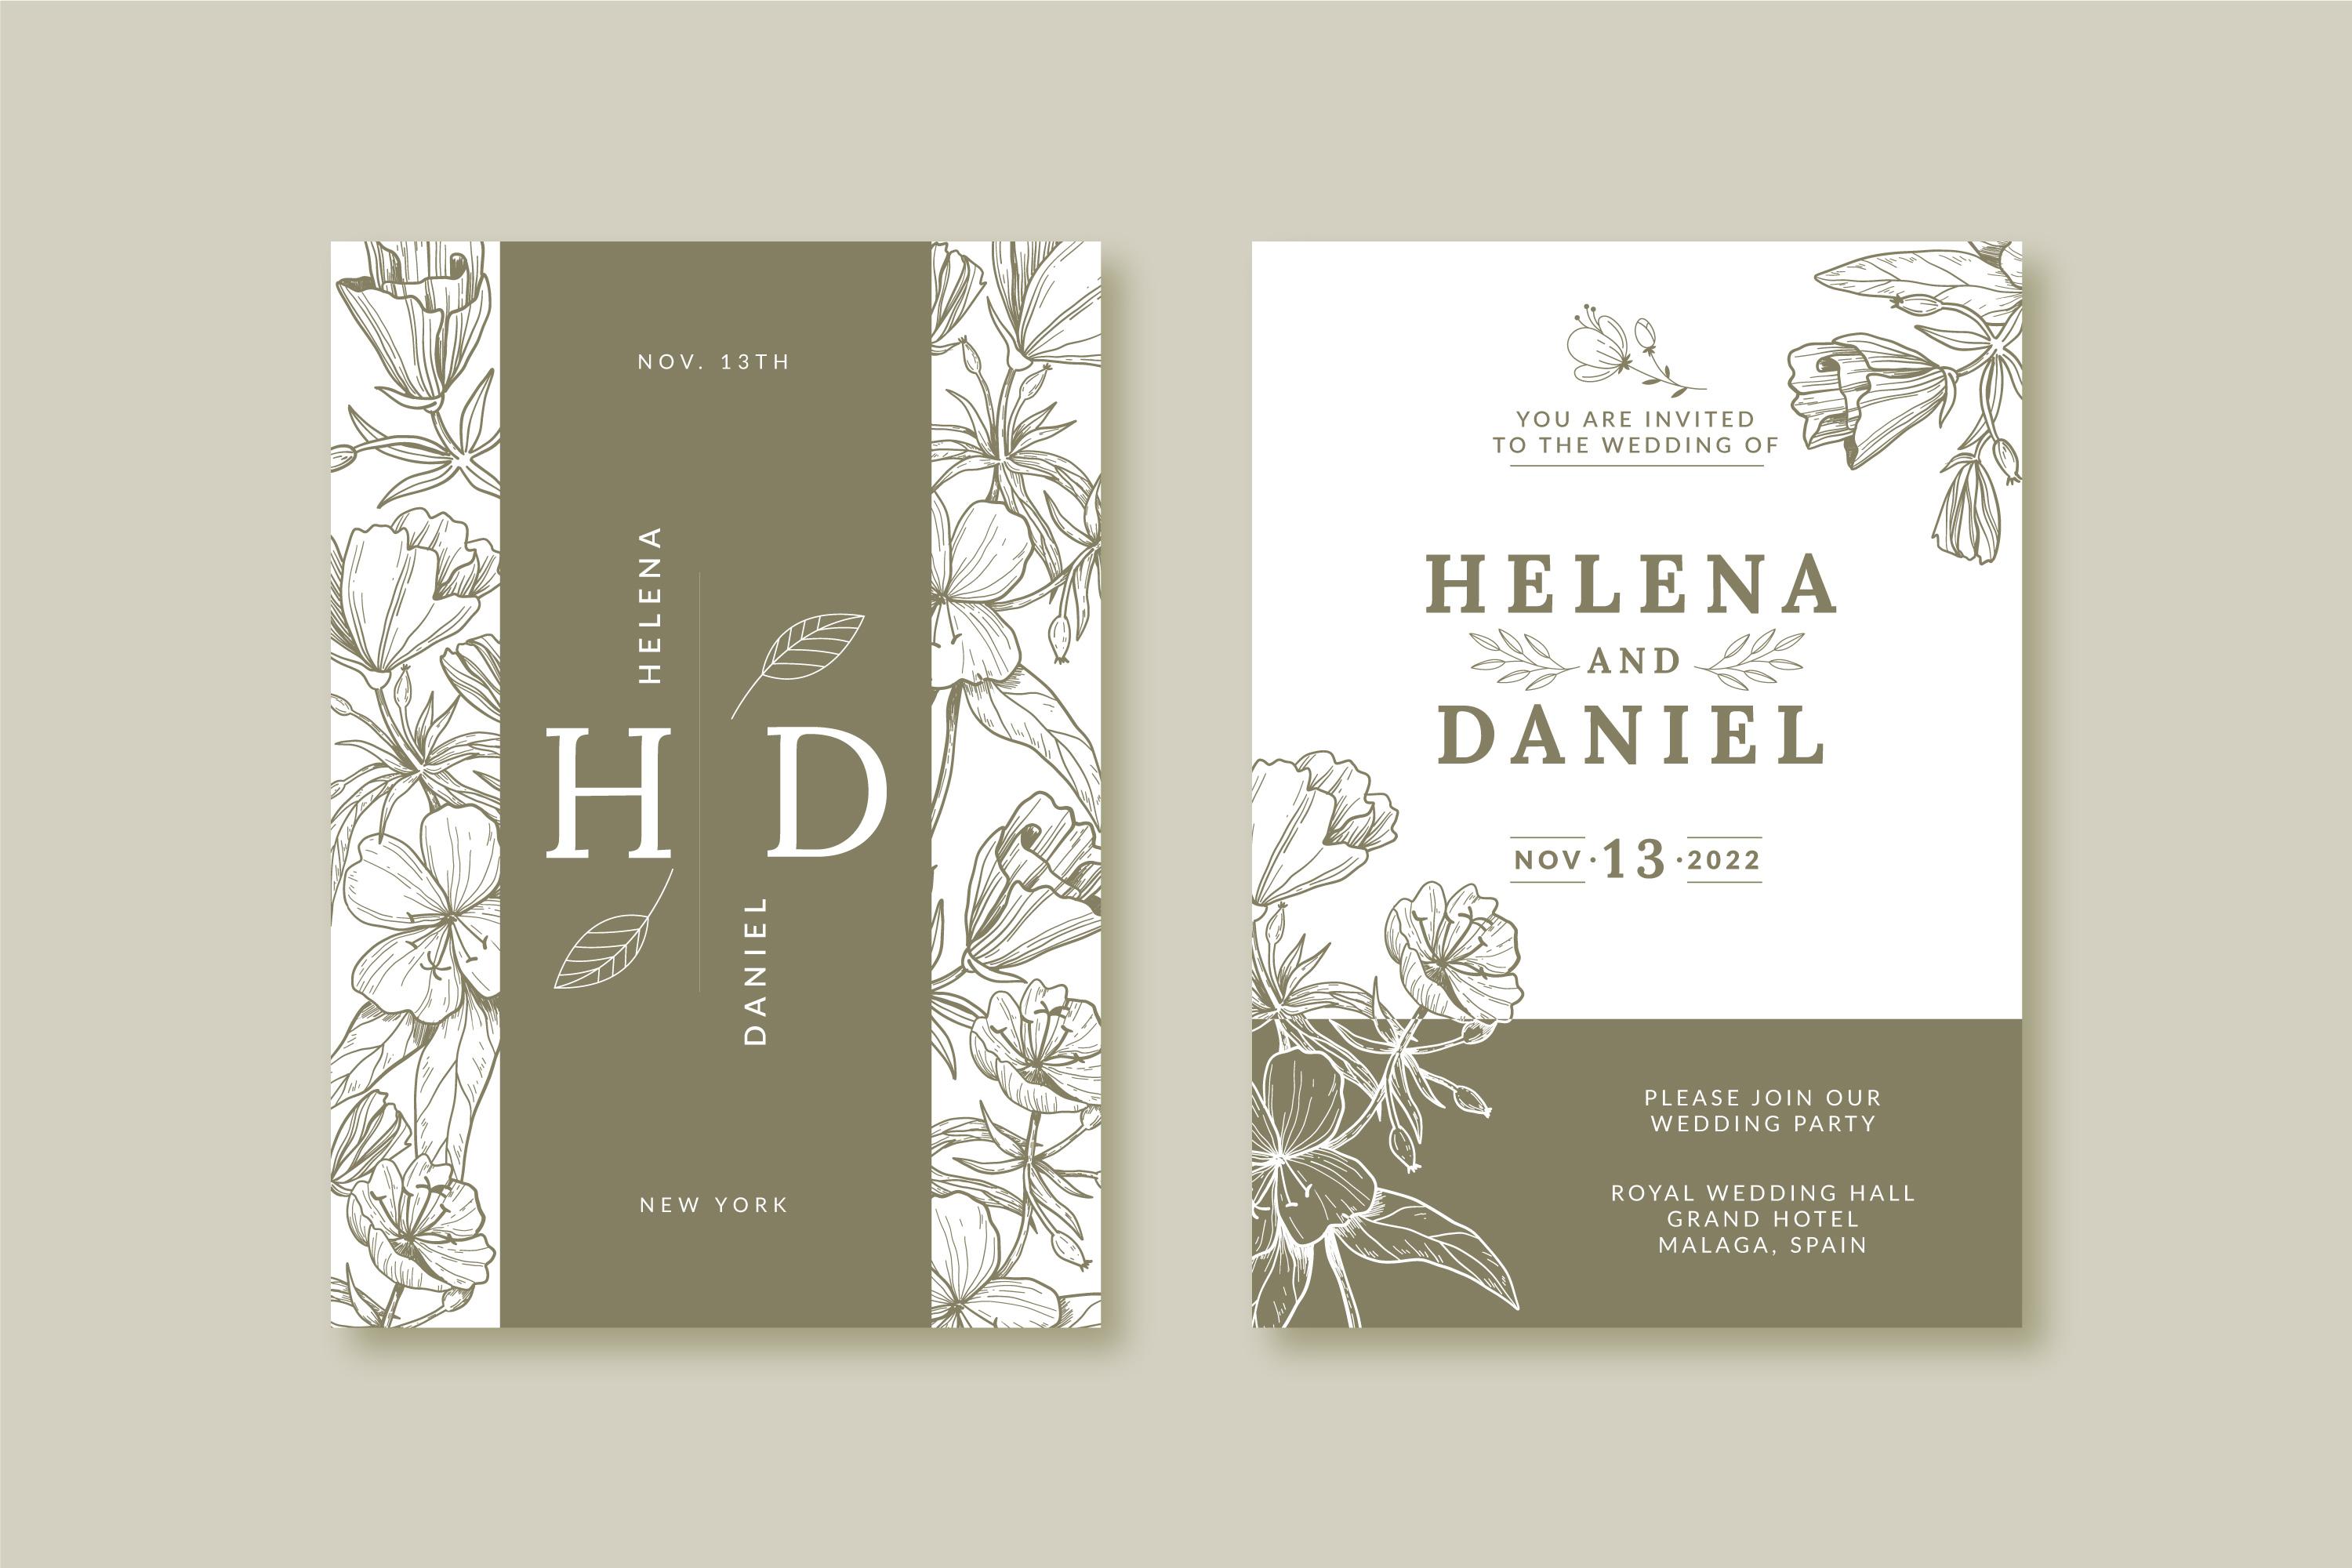 NOV. 13TH
HELENA
H D
DANIEL
NEW YORK
YOU ARE INVITED
TO THE WEDDING OF
HELENA
AND
DANIEL
NOV·13·2022
PLEASE JOIN OUR
WEDDING PARTY
ROYAL WEDDING HALL
GRAND HOTEL
MALAGA, SPAIN